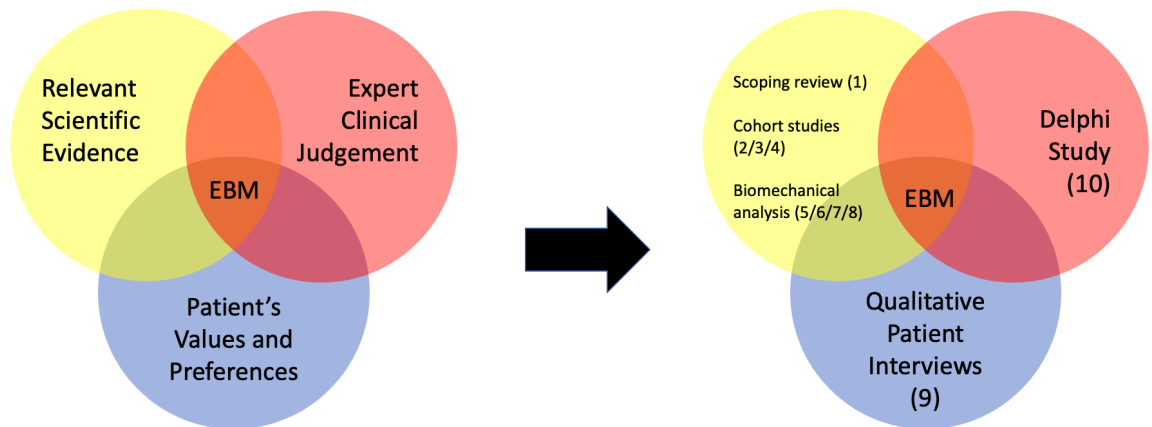 Relevant
Scientific
Evidence
Expert
Clinical
Judgement
EBM
Patient’s
Values and
Preferences
Scoping review (1)
Cohort studies
(2/3/4)
Biomechanical
analysis (5/6/7/8)
Delphi
Study
(10)
EBM
Qualitative
Patient
Interviews
(9)